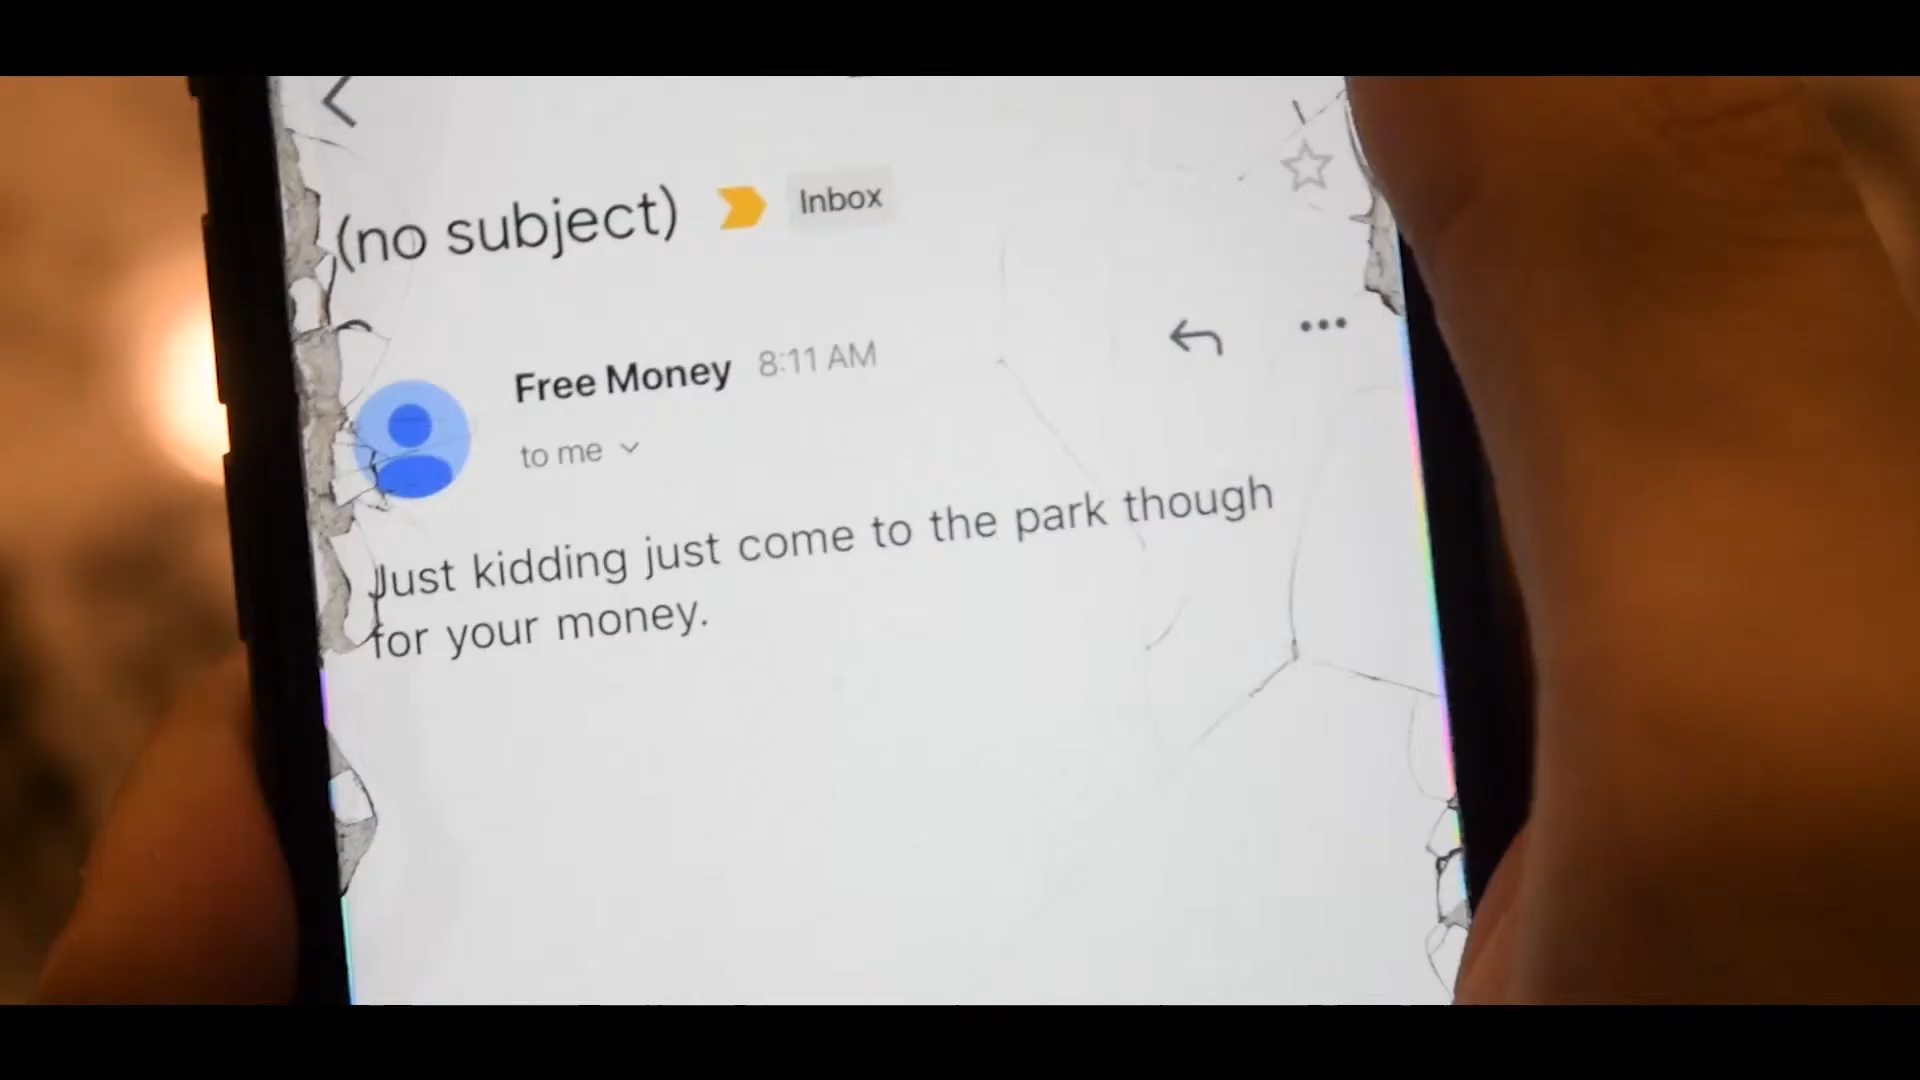 (no subject) Inbox
Free Money 8:11 AM
to me
Just kidding just come to the park though
for your money.